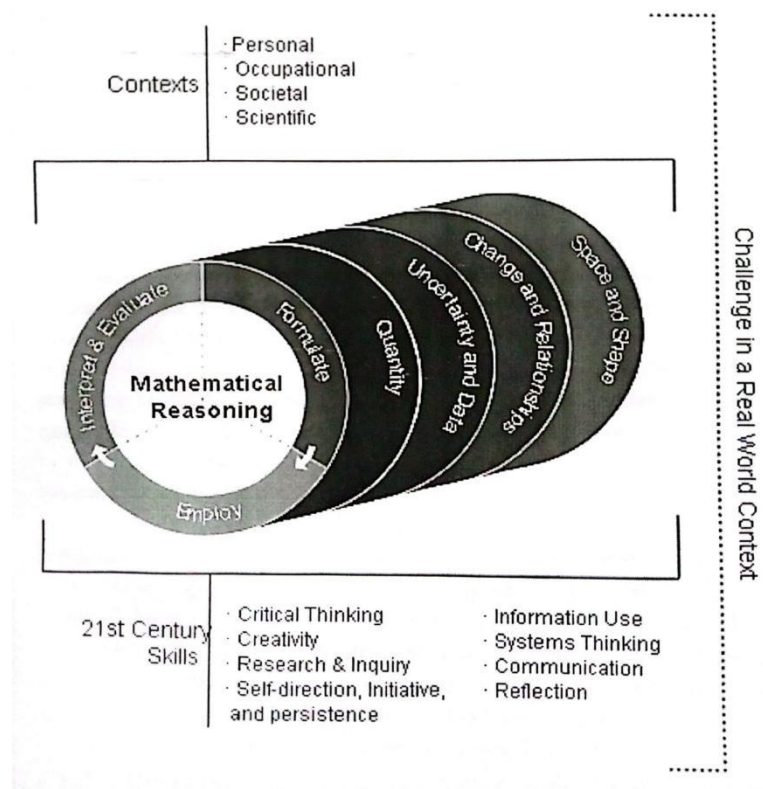 Contexts
· Personal
· Occupational
· Societal
· Scientific
Interpret & Evaluate
Formulate
Employ
Mathematical
Reasoning
Quantity
Uncertainty and Data
Change and Relationships
Space and Shape
21st Century
Skills
· Critical Thinking
· Creativity
· Research & Inquiry
· Self-direction, Initiative,
and persistence
· Information Use
· Systems Thinking
· Communication
· Reflection
Challenge in a Real World Context